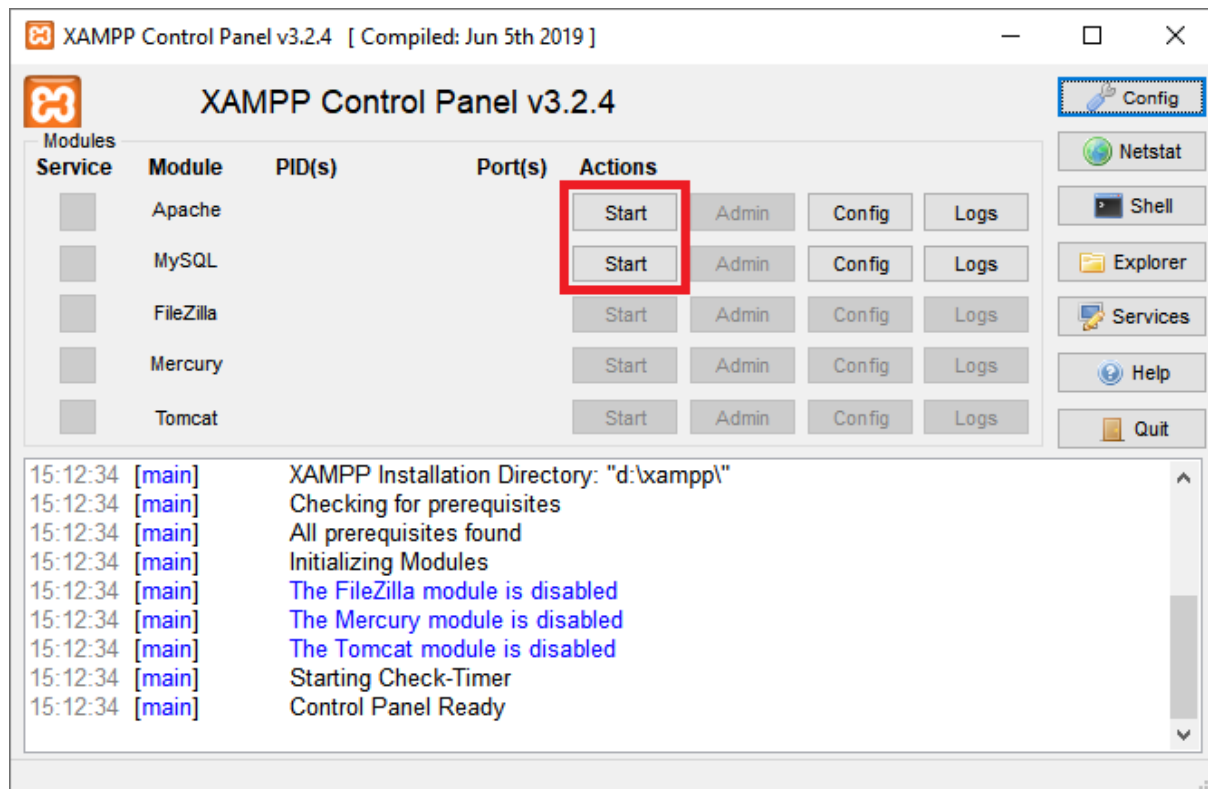 XAMPP Control Panel v3.2.4 [ Compiled: Jun 5th 2019 ]
XAMPP Control Panel v3.2.4
Config
Modules
Service Module PID(s) Port(s) Actions
Netstat
Apache Start Admin Config Logs
Shell
MySQL Start Admin Config Logs
Explorer
FileZilla Start Admin Config Logs
Services
Mercury Start Admin Config Logs
Help
Tomcat Start Admin Config Logs
Quit
15:12:34 [main] XAMPP Installation Directory: "d:\xampp\"
15:12:34 [main] Checking for prerequisites
15:12:34 [main] All prerequisites found
15:12:34 [main] Initializing Modules
15:12:34 [main] The FileZilla module is disabled
15:12:34 [main] The Mercury module is disabled
15:12:34 [main] The Tomcat module is disabled
15:12:34 [main] Starting Check-Timer
15:12:34 [main] Control Panel Ready